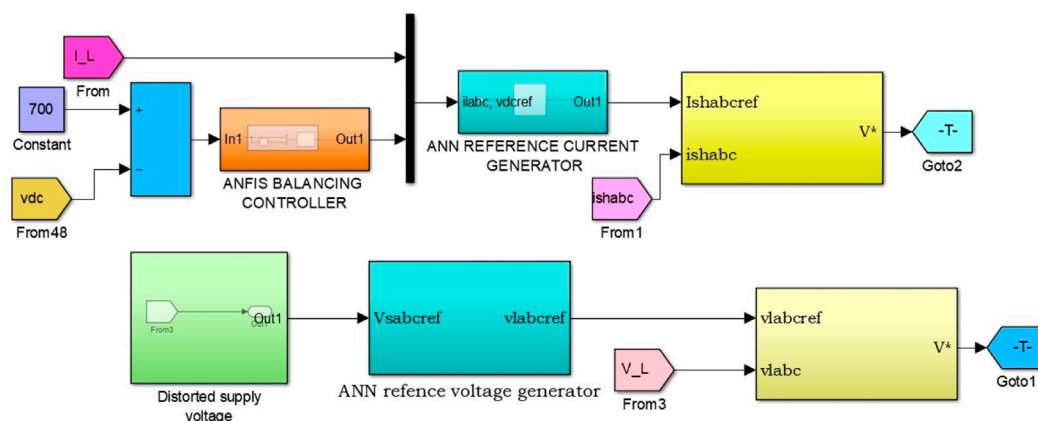 I_L
From
700
Constant
+
−
vdc
From48
In1
Out1
ANFIS BALANCING
CONTROLLER
ilabc, vdcref
Out1
ANN REFERENCE CURRENT
GENERATOR
ishabc
From1
Ishabcref
ishabc
V*
-T-
Goto2
From3
Out1
Distorted supply
voltage
Vsabcref
vlabcref
ANN refence voltage generator
V_L
From3
vlabcref
vlabc
V*
-T-
Goto1